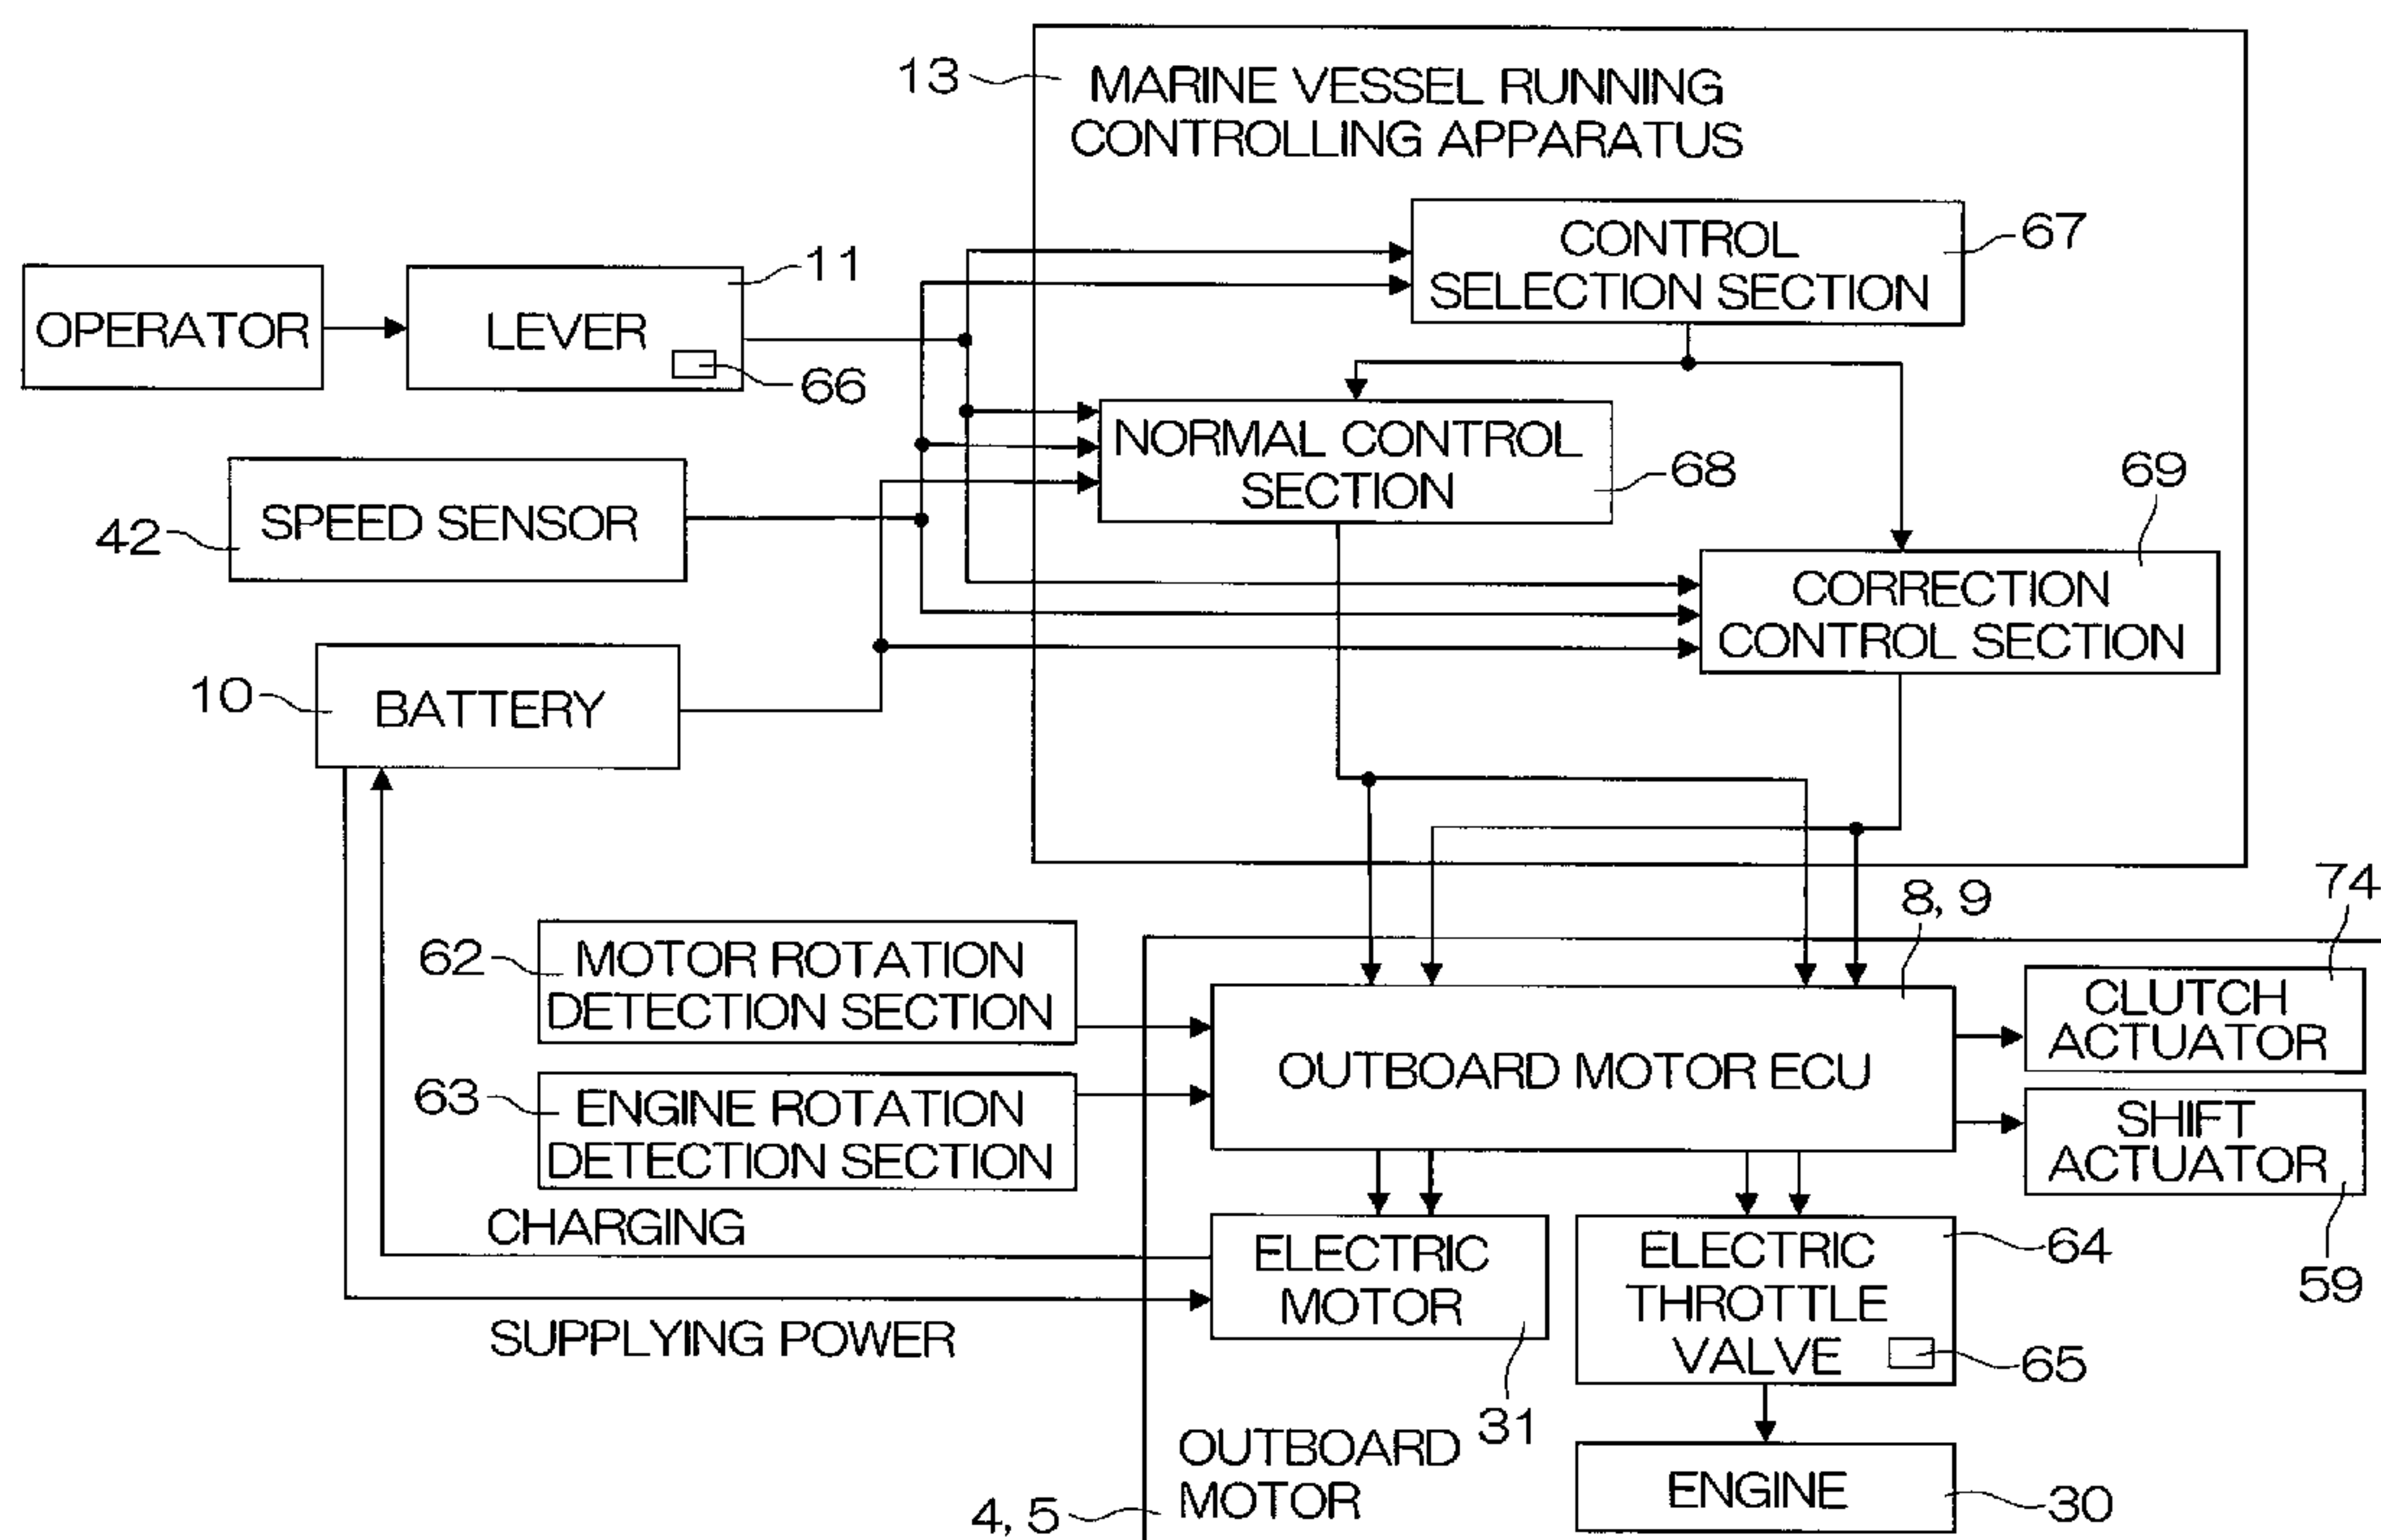 13
MARINE VESSEL RUNNING
CONTROLLING APPARATUS
CONTROL
SELECTION SECTION
67
OPERATOR
LEVER
11
66
NORMAL CONTROL
SECTION
68
SPEED SENSOR
42
69
CORRECTION
CONTROL SECTION
10
BATTERY
8, 9
74
62
MOTOR ROTATION
DETECTION SECTION
CLUTCH
ACTUATOR
OUTBOARD MOTOR ECU
63
ENGINE ROTATION
DETECTION SECTION
SHIFT
ACTUATOR
59
CHARGING
SUPPLYING POWER
ELECTRIC
MOTOR
31
ELECTRIC
THROTTLE
VALVE
64
65
OUTBOARD
MOTOR
4, 5
ENGINE
30